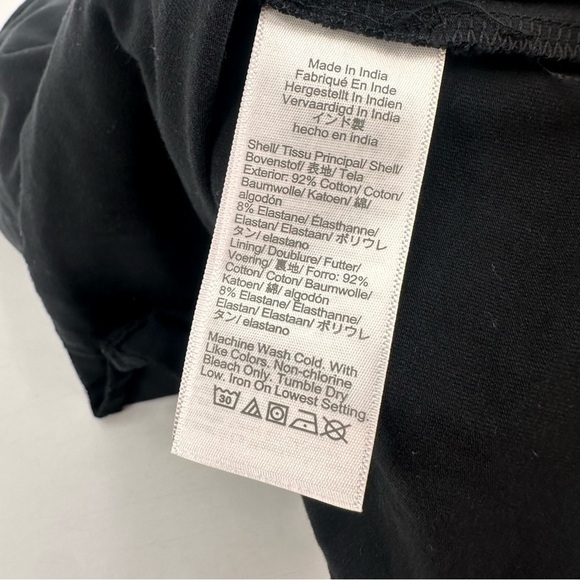 Made In India
Fabriqué En Inde
Hergestellt In Indien
Vervaardigd In India
インド製
hecho en India
Shell/ Tissu Principal/ Shell/
Bovenstof/ 表地/ Tela
Exterior: 92% Cotton/ Coton/
Baumwolle/ Katoen/ 綿/
algodón
8% Elastane/ Élasthanne/
Elastan/ Elastaan/ ポリウレ
タン/ elastano
Lining/ Doublure/ Futter/
Voering/ 裏地/ Forro: 92%
Cotton/ Coton/ Baumwolle/
Katoen/ 綿/ algodón
8% Elastane/ Élasthanne/
Elastan/ Elastaan/ ポリウレ
タン/ elastano
Machine Wash Cold. With
Like Colors. Non-chlorine
Bleach Only. Tumble Dry
Low. Iron On Lowest Setting.
30